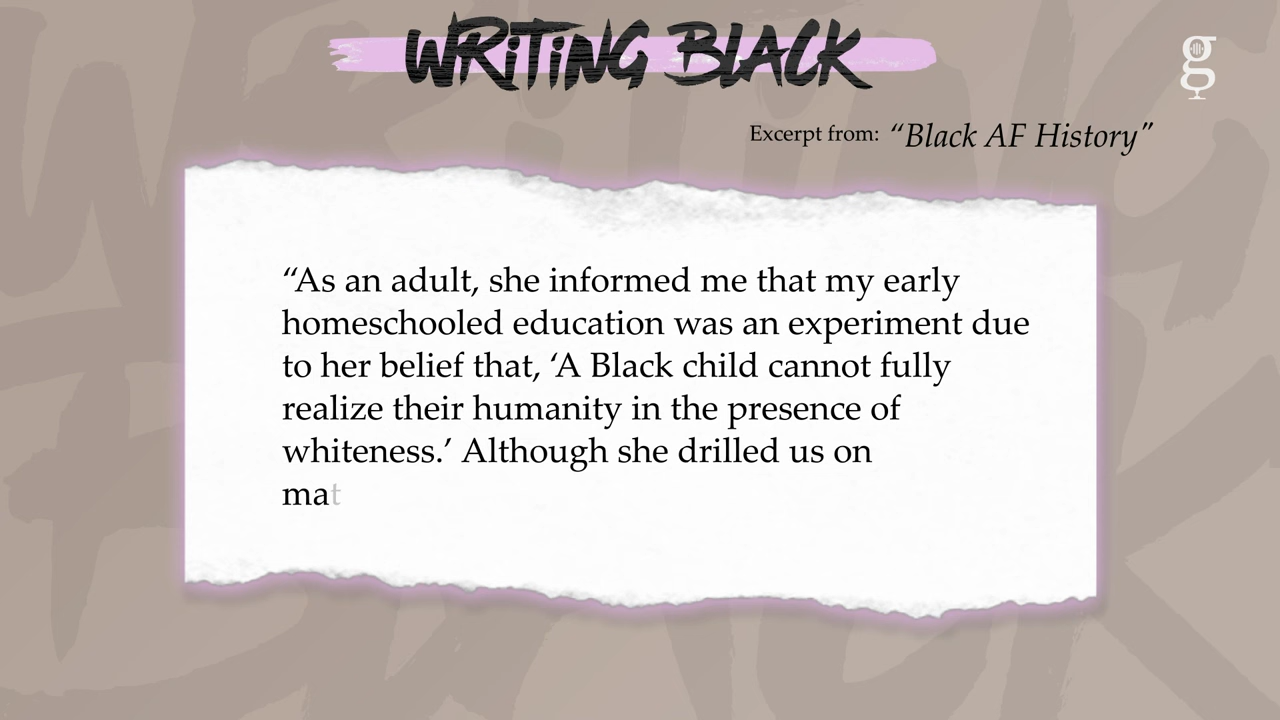 WRiTiNG BLACK
g
Excerpt from: “Black AF History”
“As an adult, she informed me that my early
homeschooled education was an experiment due
to her belief that, ‘A Black child cannot fully
realize their humanity in the presence of
whiteness.’ Although she drilled us on
mat